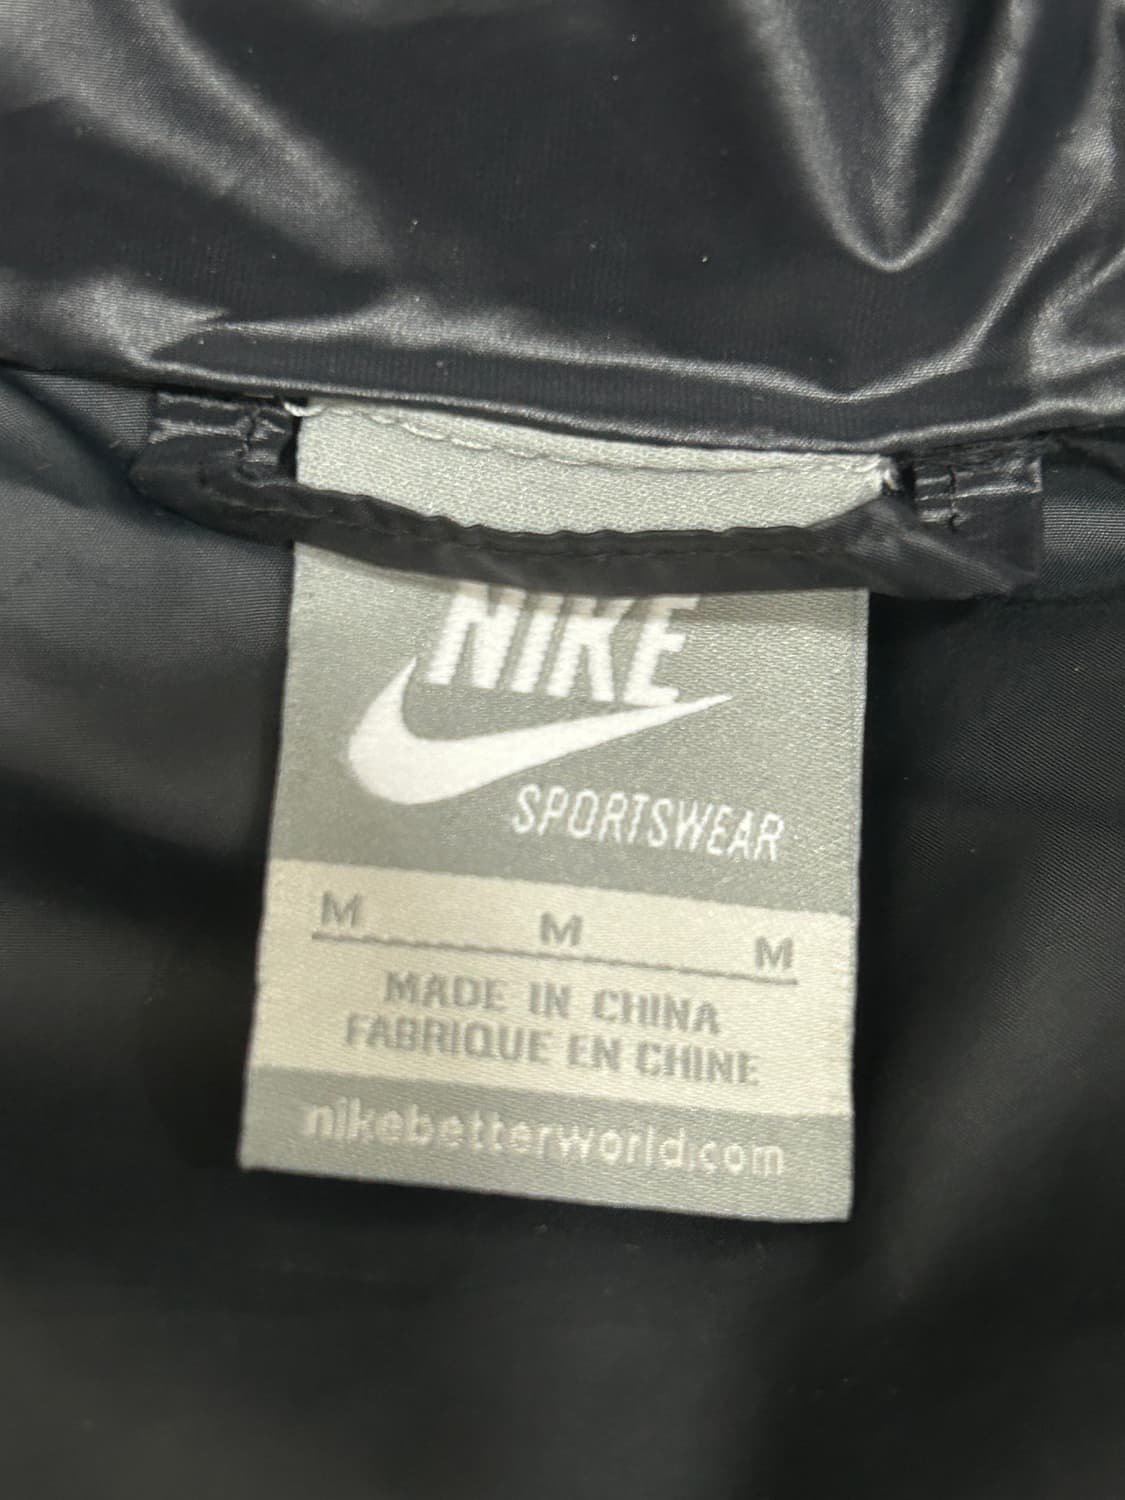 NIKE
SPORTSWEAR
M M M
MADE IN CHINA
FABRIQUE EN CHINE
nikebetterworld.com